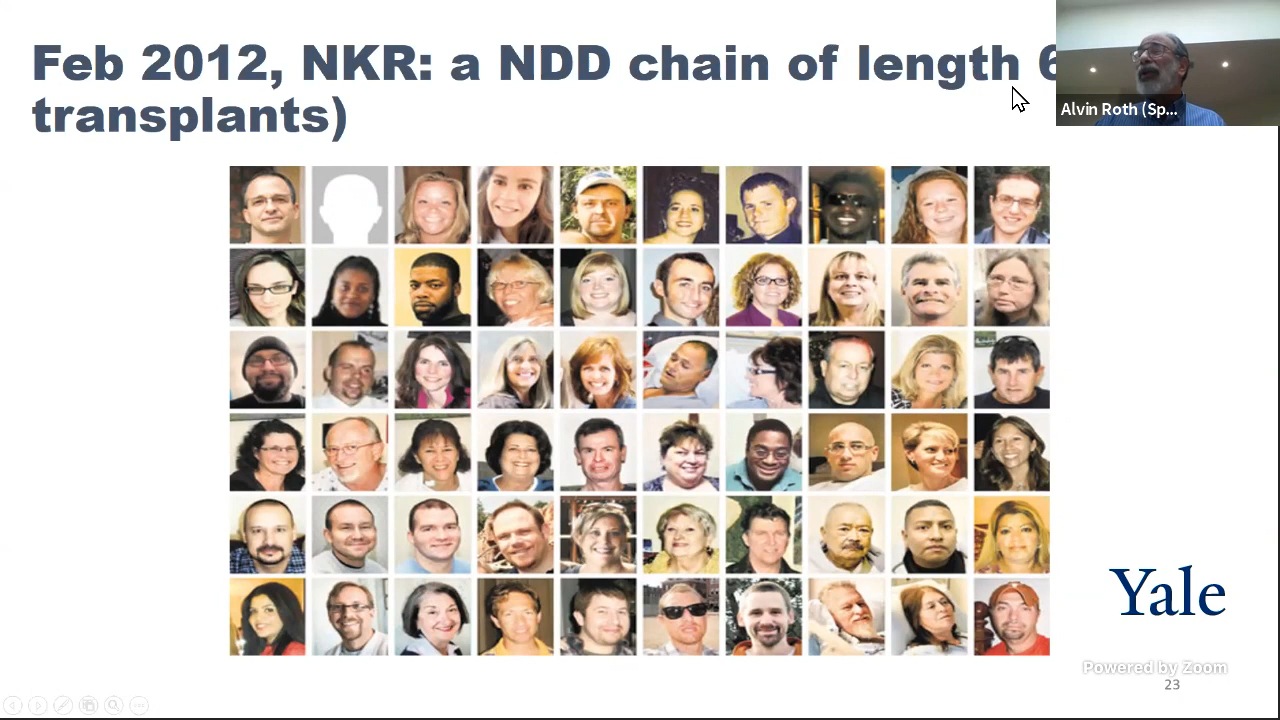 Feb 2012, NKR: a NDD chain of length 6
transplants)
Alvin Roth (Sp...
Yale
Powered by Zoom
23